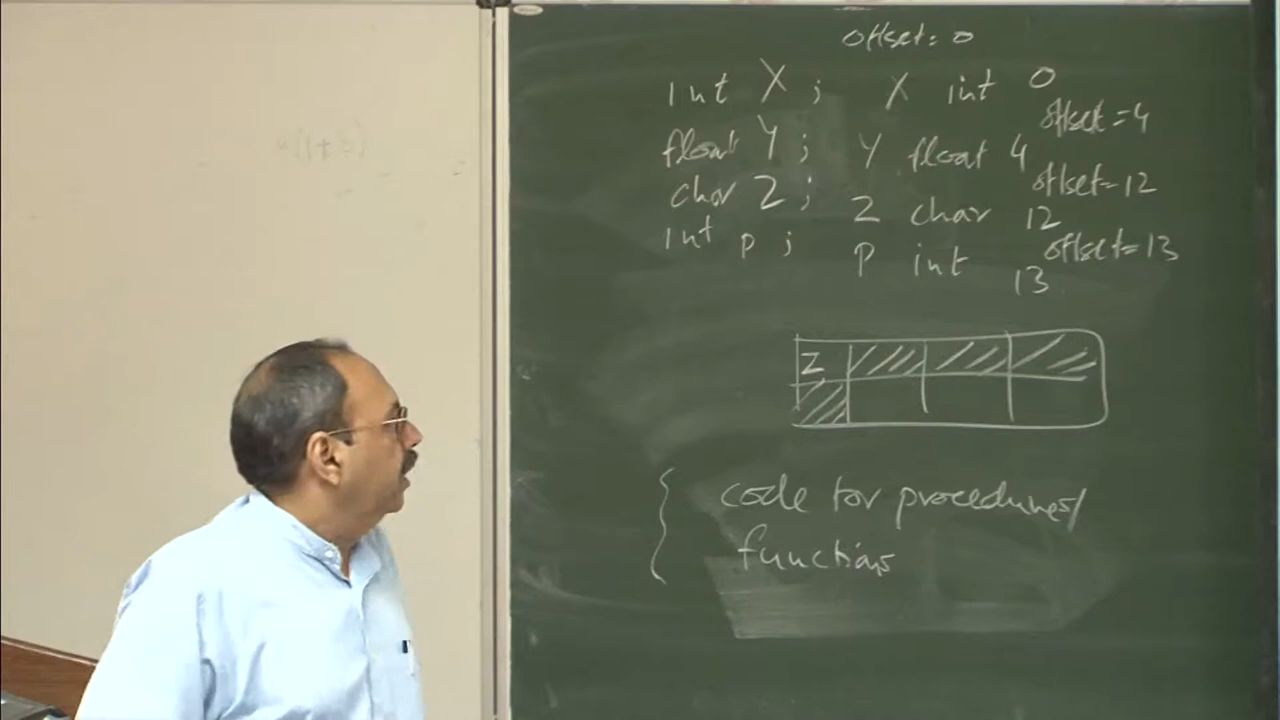 offset = 0
int X ; X int 0
offset = 4
float Y ; Y float 4
offset = 12
char Z ; Z char 12
offset = 13
int p ; P int 13
Z
code for procedures/
functions